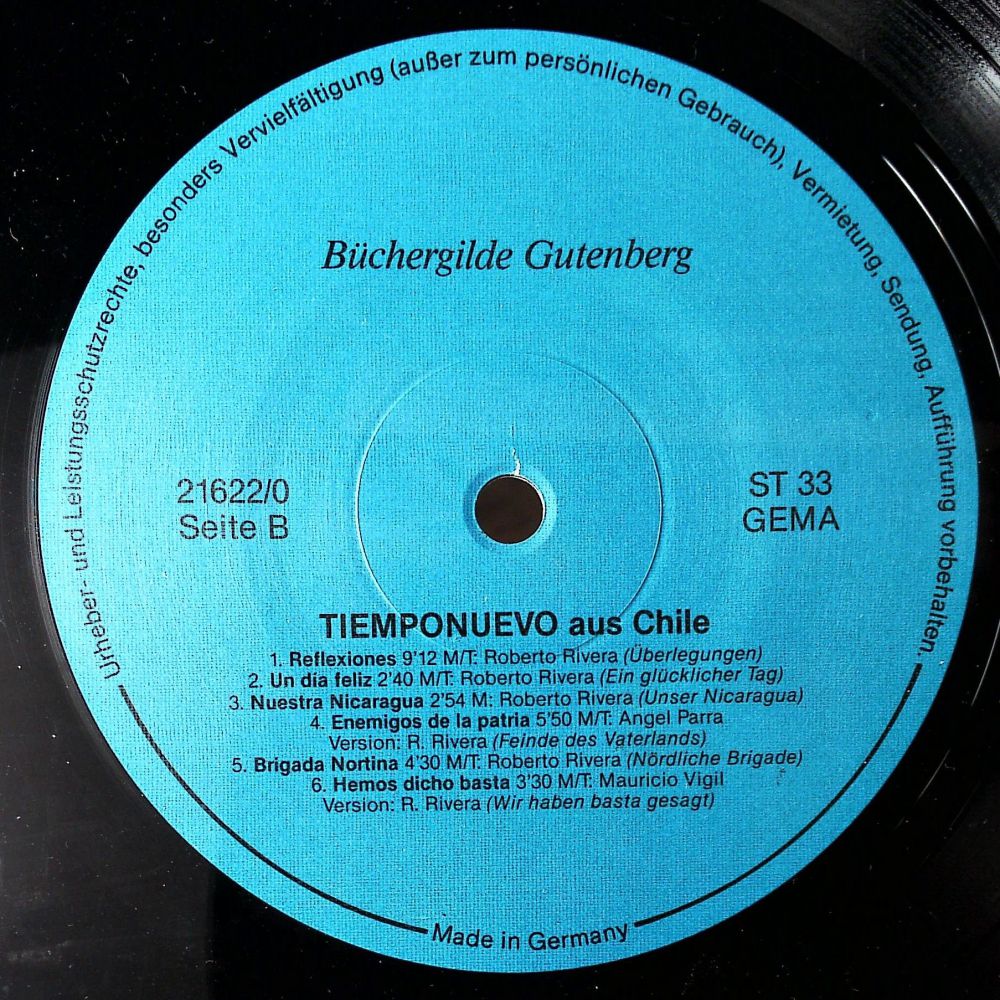 Urheber- und Leistungsschutzrechte, besonders Vervielfältigung (außer zum persönlichen Gebrauch), Vermietung, Sendung, Aufführung vorbehalten.
Büchergilde Gutenberg
21622/0
Seite B
ST 33
GEMA
TIEMPONUEVO aus Chile
1. Reflexiones 9'12 M/T: Roberto Rivera (Überlegungen)
2. Un día feliz 2'40 M/T: Roberto Rivera (Ein glücklicher Tag)
3. Nuestra Nicaragua 2'54 M: Roberto Rivera (Unser Nicaragua)
4. Enemigos de la patria 5'50 M/T: Angel Parra
Version: R. Rivera (Feinde des Vaterlands)
5. Brigada Nortina 4'30 M/T: Roberto Rivera (Nördliche Brigade)
6. Hemos dicho basta 3'30 M/T: Mauricio Vigil
Version: R. Rivera (Wir haben basta gesagt)
Made in Germany